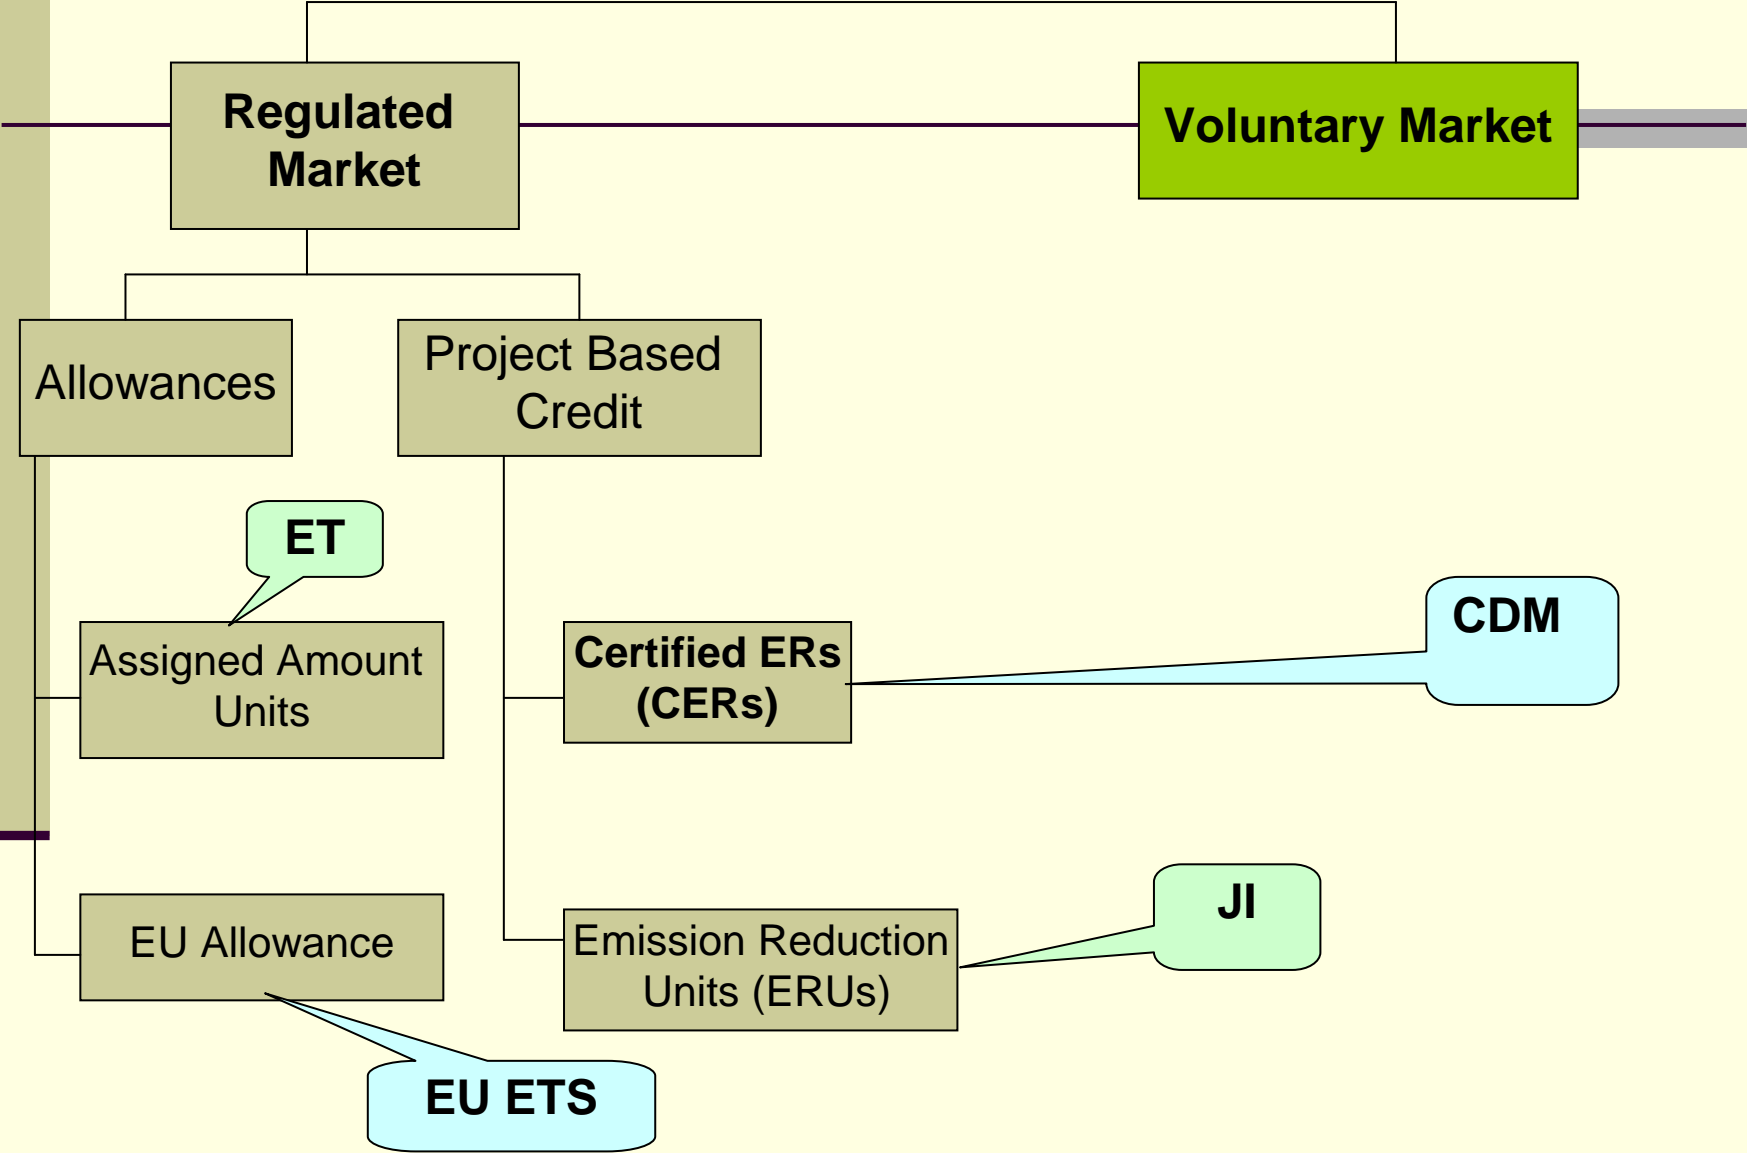 Regulated
Market
Voluntary Market
Allowances
Project Based
Credit
ET
Assigned Amount
Units
Certified ERs
(CERs)
CDM
EU Allowance
Emission Reduction
Units (ERUs)
JI
EU ETS